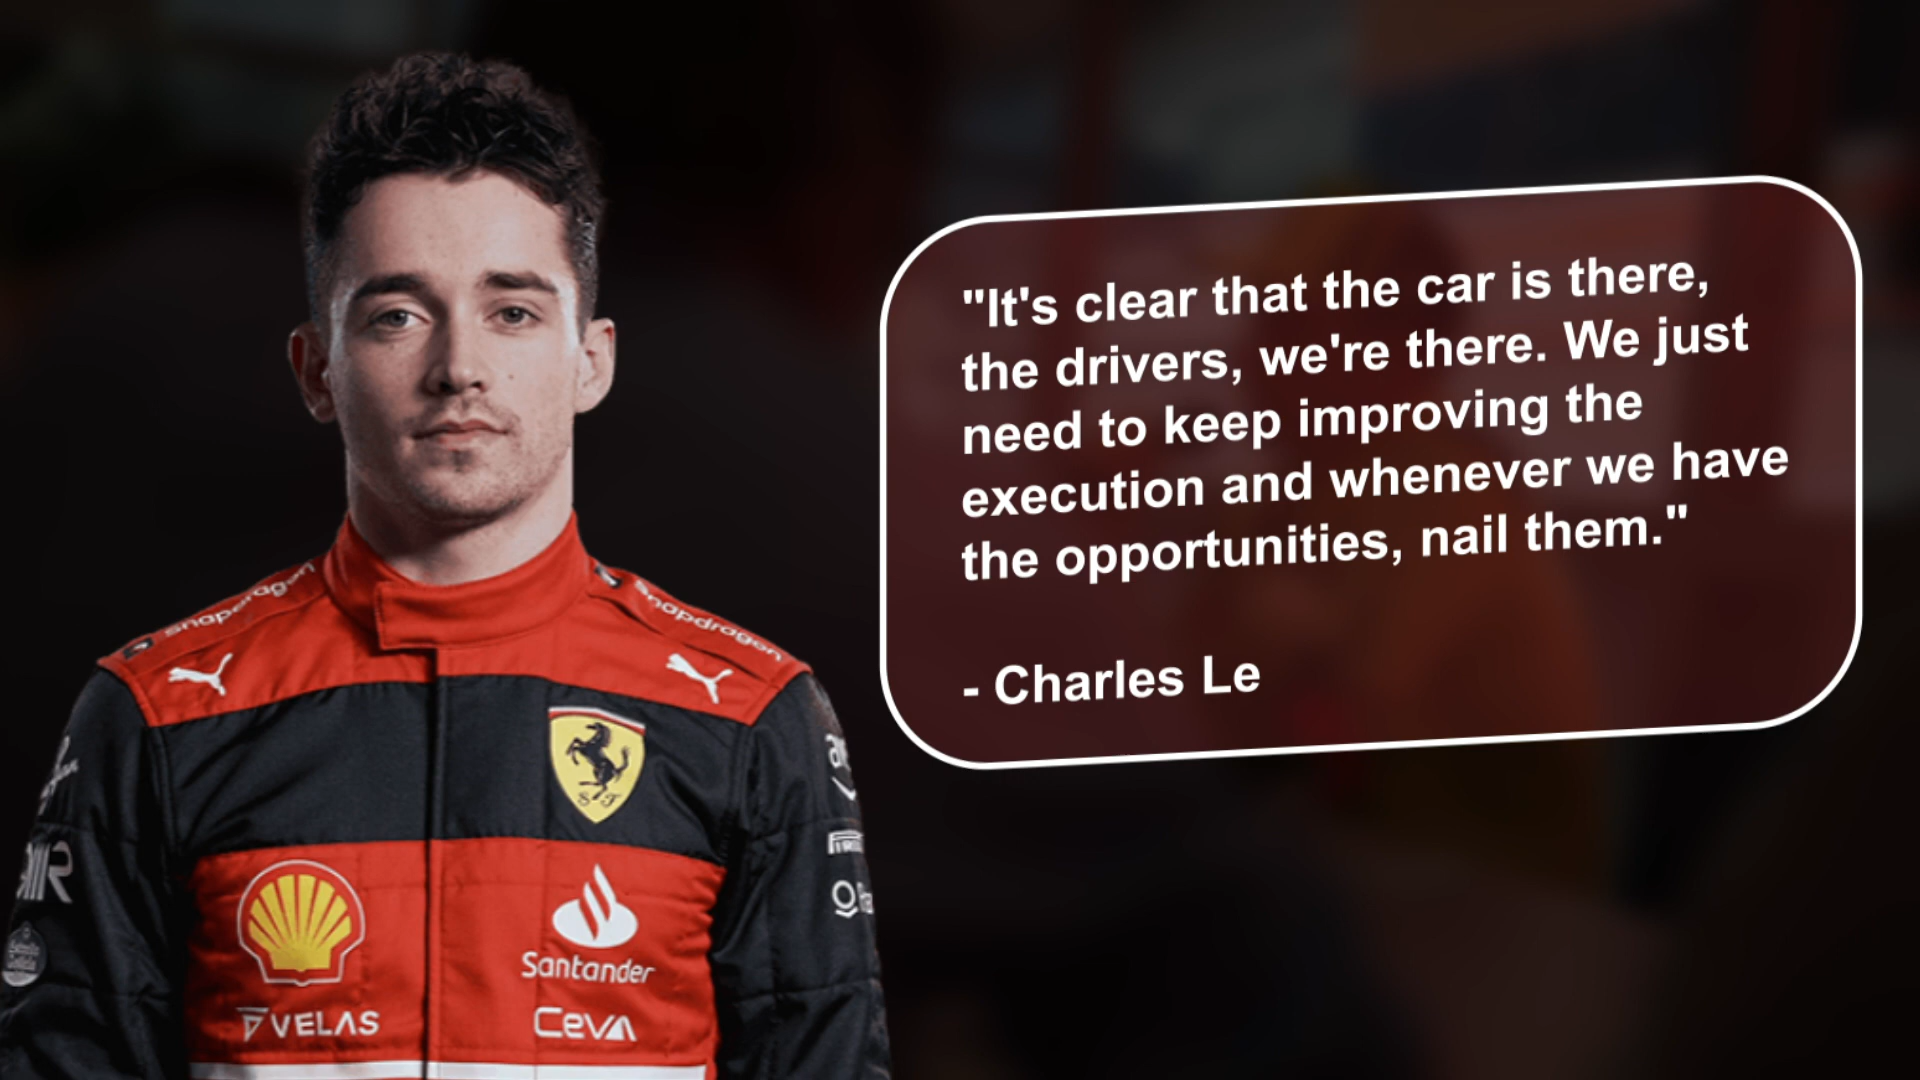 "It's clear that the car is there,
the drivers, we're there. We just
need to keep improving the
execution and whenever we have
the opportunities, nail them."
- Charles Le
Snapdragon
Snapdragon
S F
Santander
VELAS
CEVA